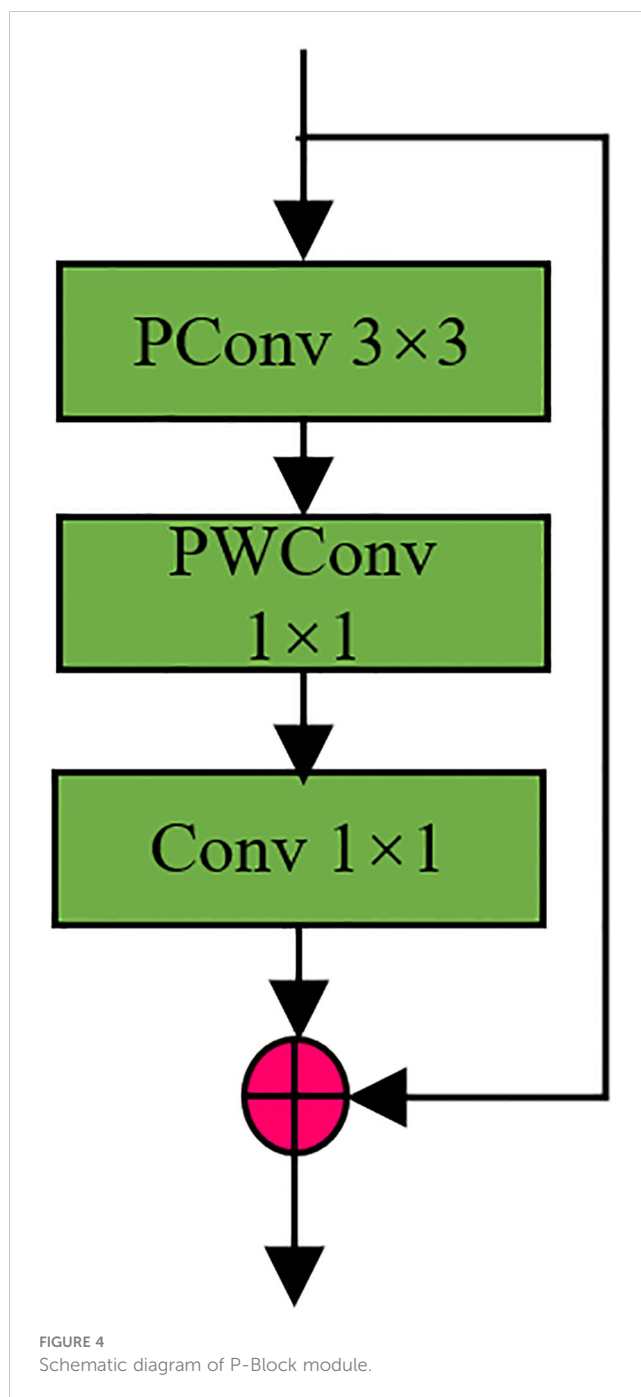 PConv 3×3
PWConv
1×1
Conv 1×1
FIGURE 4
Schematic diagram of P-Block module.